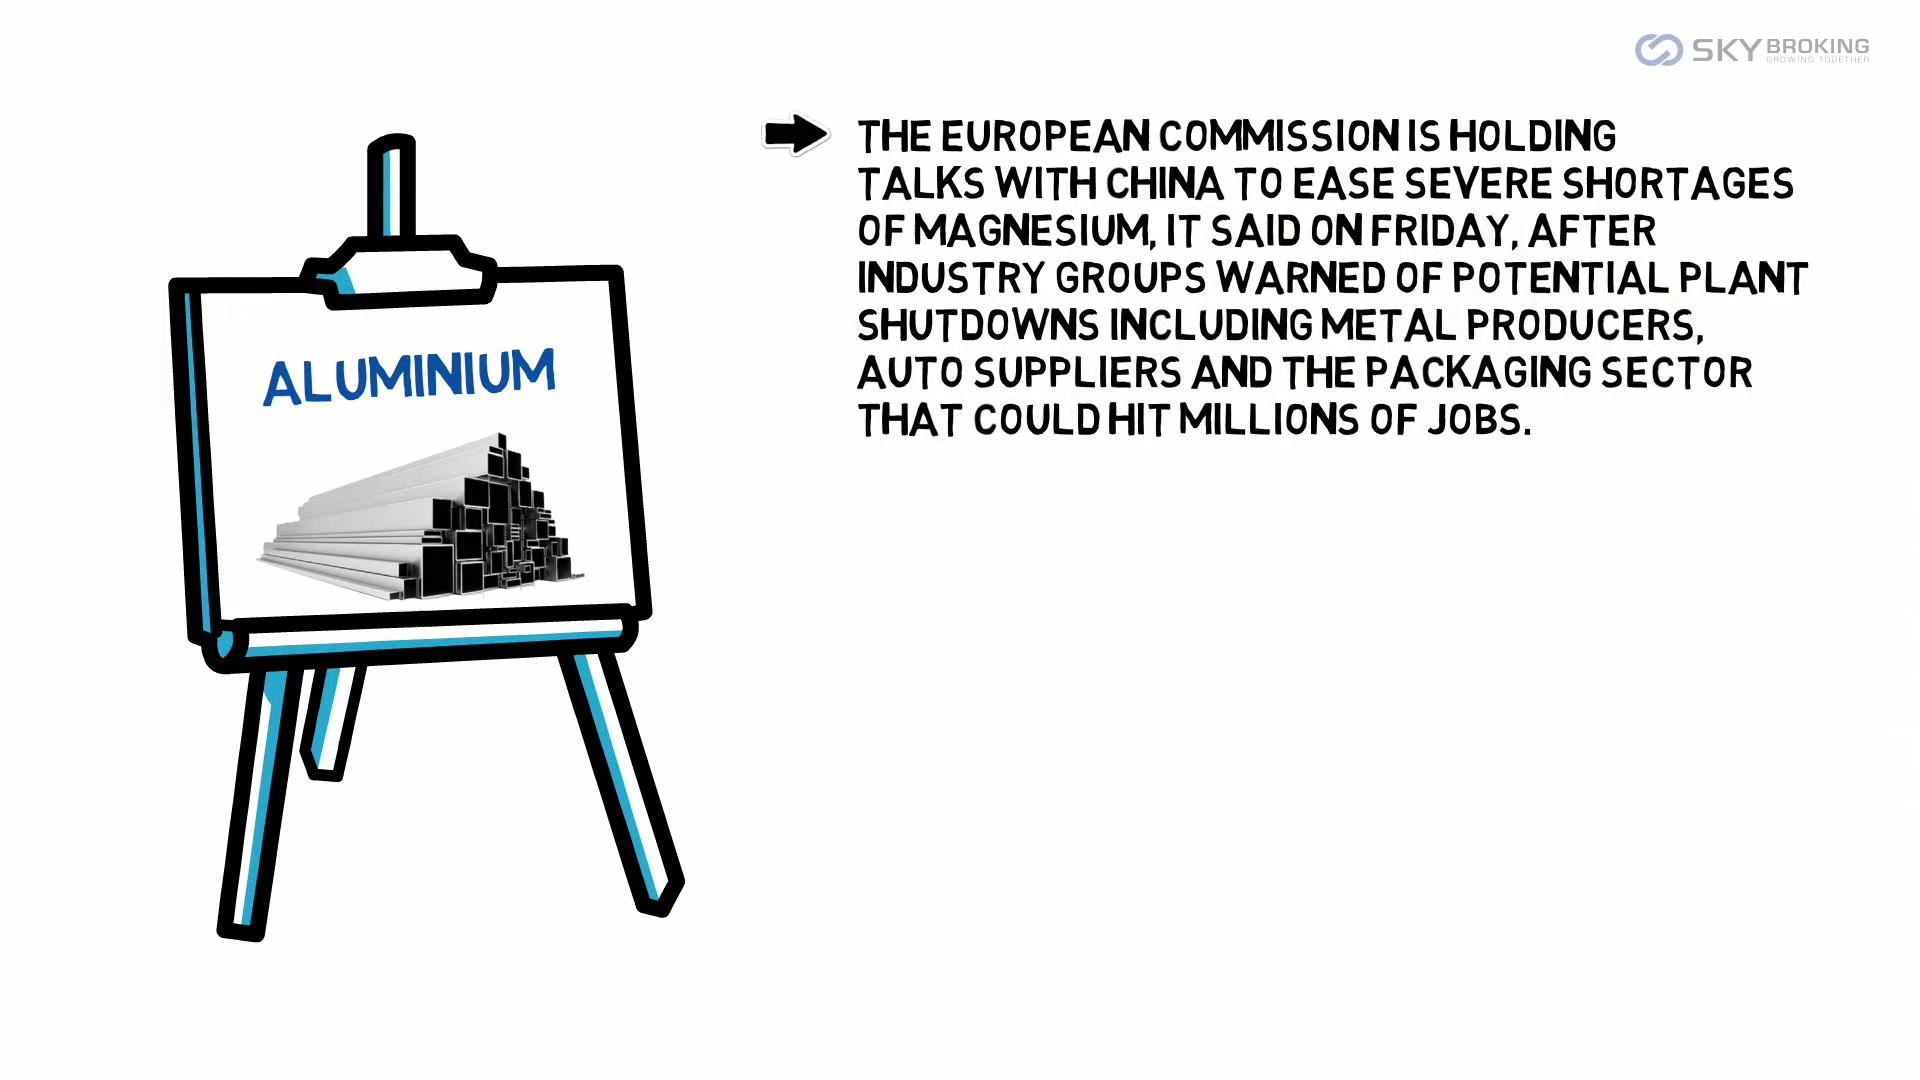 SKY BROKING
GROWING TOGETHER
THE EUROPEAN COMMISSION IS HOLDING
TALKS WITH CHINA TO EASE SEVERE SHORTAGES
OF MAGNESIUM, IT SAID ON FRIDAY, AFTER
INDUSTRY GROUPS WARNED OF POTENTIAL PLANT
SHUTDOWNS INCLUDING METAL PRODUCERS,
AUTO SUPPLIERS AND THE PACKAGING SECTOR
THAT COULD HIT MILLIONS OF JOBS.
ALUMINIUM